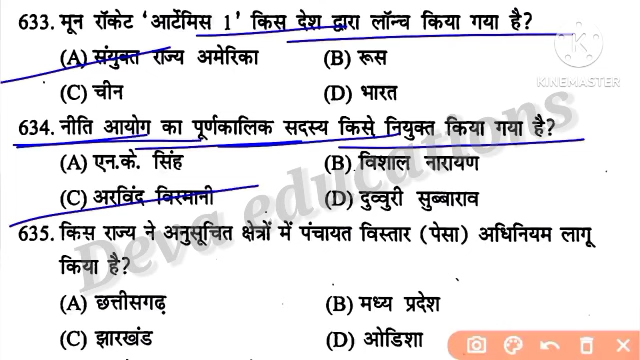 633. मून रॉकेट ‘आर्टेमिस 1’ किस देश द्वारा लॉन्च किया गया है?
(A) संयुक्त राज्य अमेरिका (B) रूस
(C) चीन (D) भारत
634. नीति आयोग का पूर्णकालिक सदस्य किसे नियुक्त किया गया है?
(A) एन.के. सिंह (B) विशाल नारायण
(C) अरविंद विरमानी (D) दुव्वुरी सुब्बाराव
635. किस राज्य ने अनुसूचित क्षेत्रों में पंचायत विस्तार (पेसा) अधिनियम लागू
किया है?
(A) छत्तीसगढ़ (B) मध्य प्रदेश
(C) झारखंड (D) ओडिशा
Deva educations
KINEMASTER